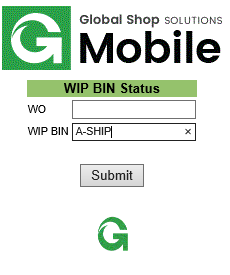 Global Shop SOLUTIONS
Mobile
WIP BIN Status
WO
WIP BIN A-SHIP ×
Submit